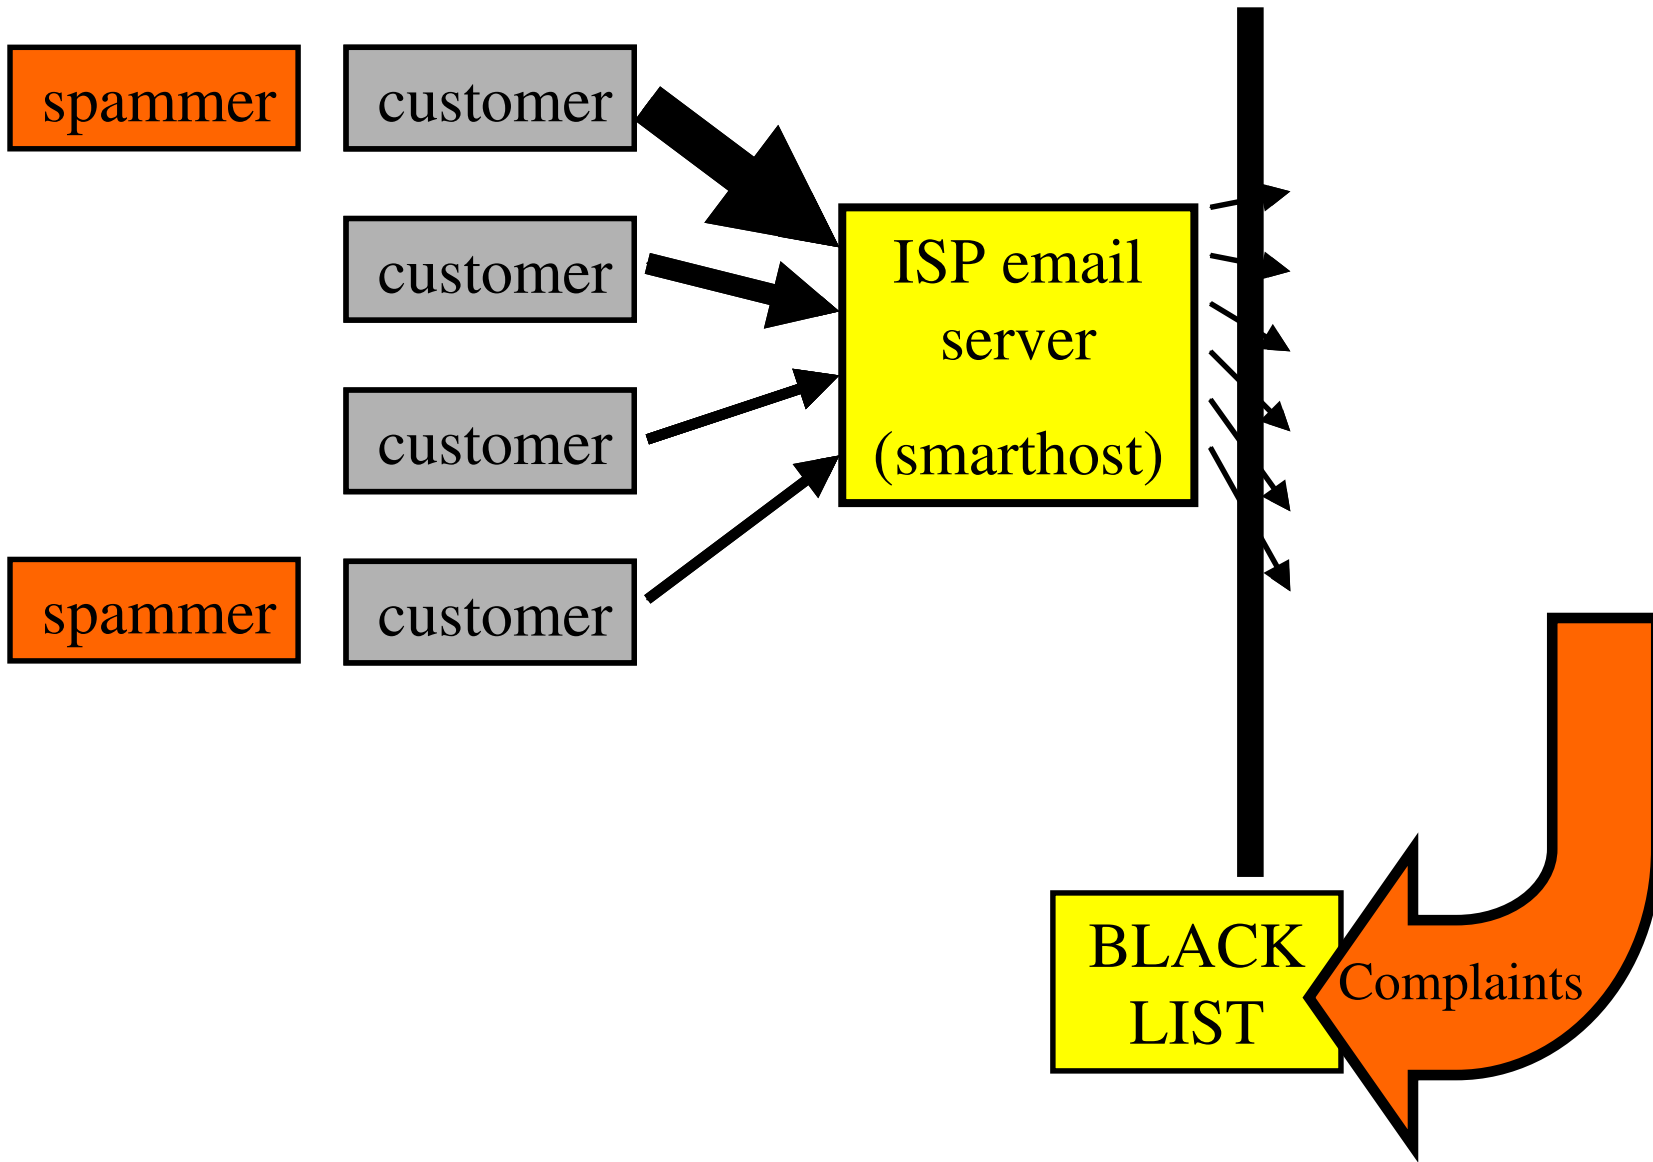 spammer
customer
customer
customer
spammer
customer
ISP email
server
(smarthost)
BLACK
LIST
Complaints